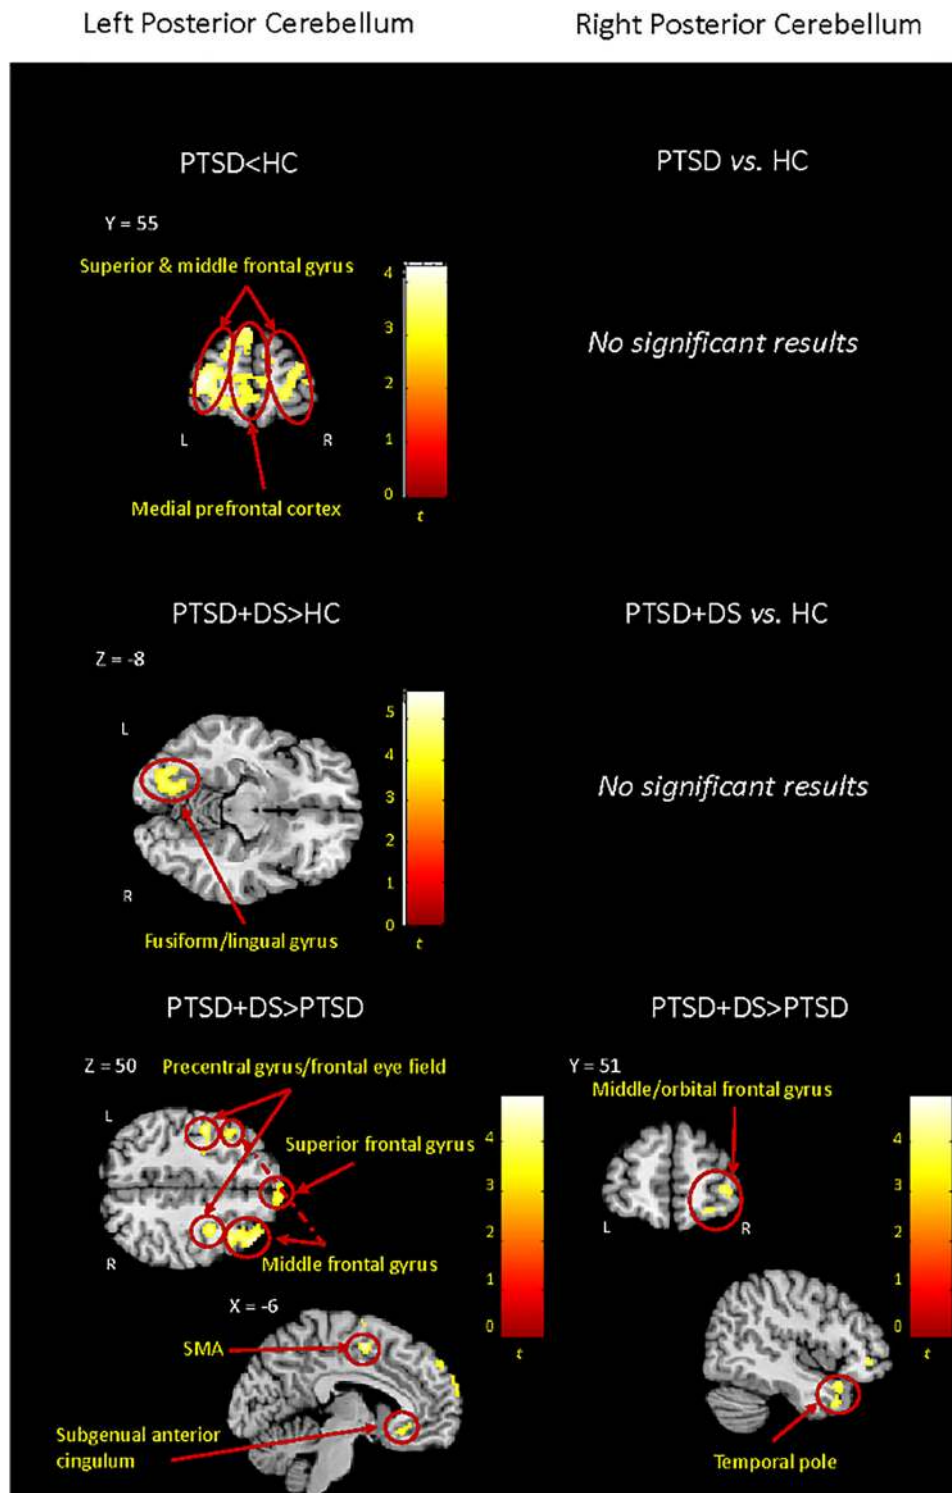 Left Posterior Cerebellum
Right Posterior Cerebellum
PTSD<HC
PTSD vs. HC
Y = 55
Superior & middle frontal gyrus
4
3
2
1
0
t
L
R
Medial prefrontal cortex
No significant results
PTSD+DS>HC
PTSD+DS vs. HC
Z = -8
L
R
5
4
3
2
1
0
t
Fusiform/lingual gyrus
No significant results
PTSD+DS>PTSD
PTSD+DS>PTSD
Z = 50
Precentral gyrus/frontal eye field
L
R
Superior frontal gyrus
Middle frontal gyrus
4
3
2
1
0
t
X = -6
SMA
Subgenual anterior
cingulum
Y = 51
Middle/orbital frontal gyrus
L
R
4
3
2
1
0
t
Temporal pole